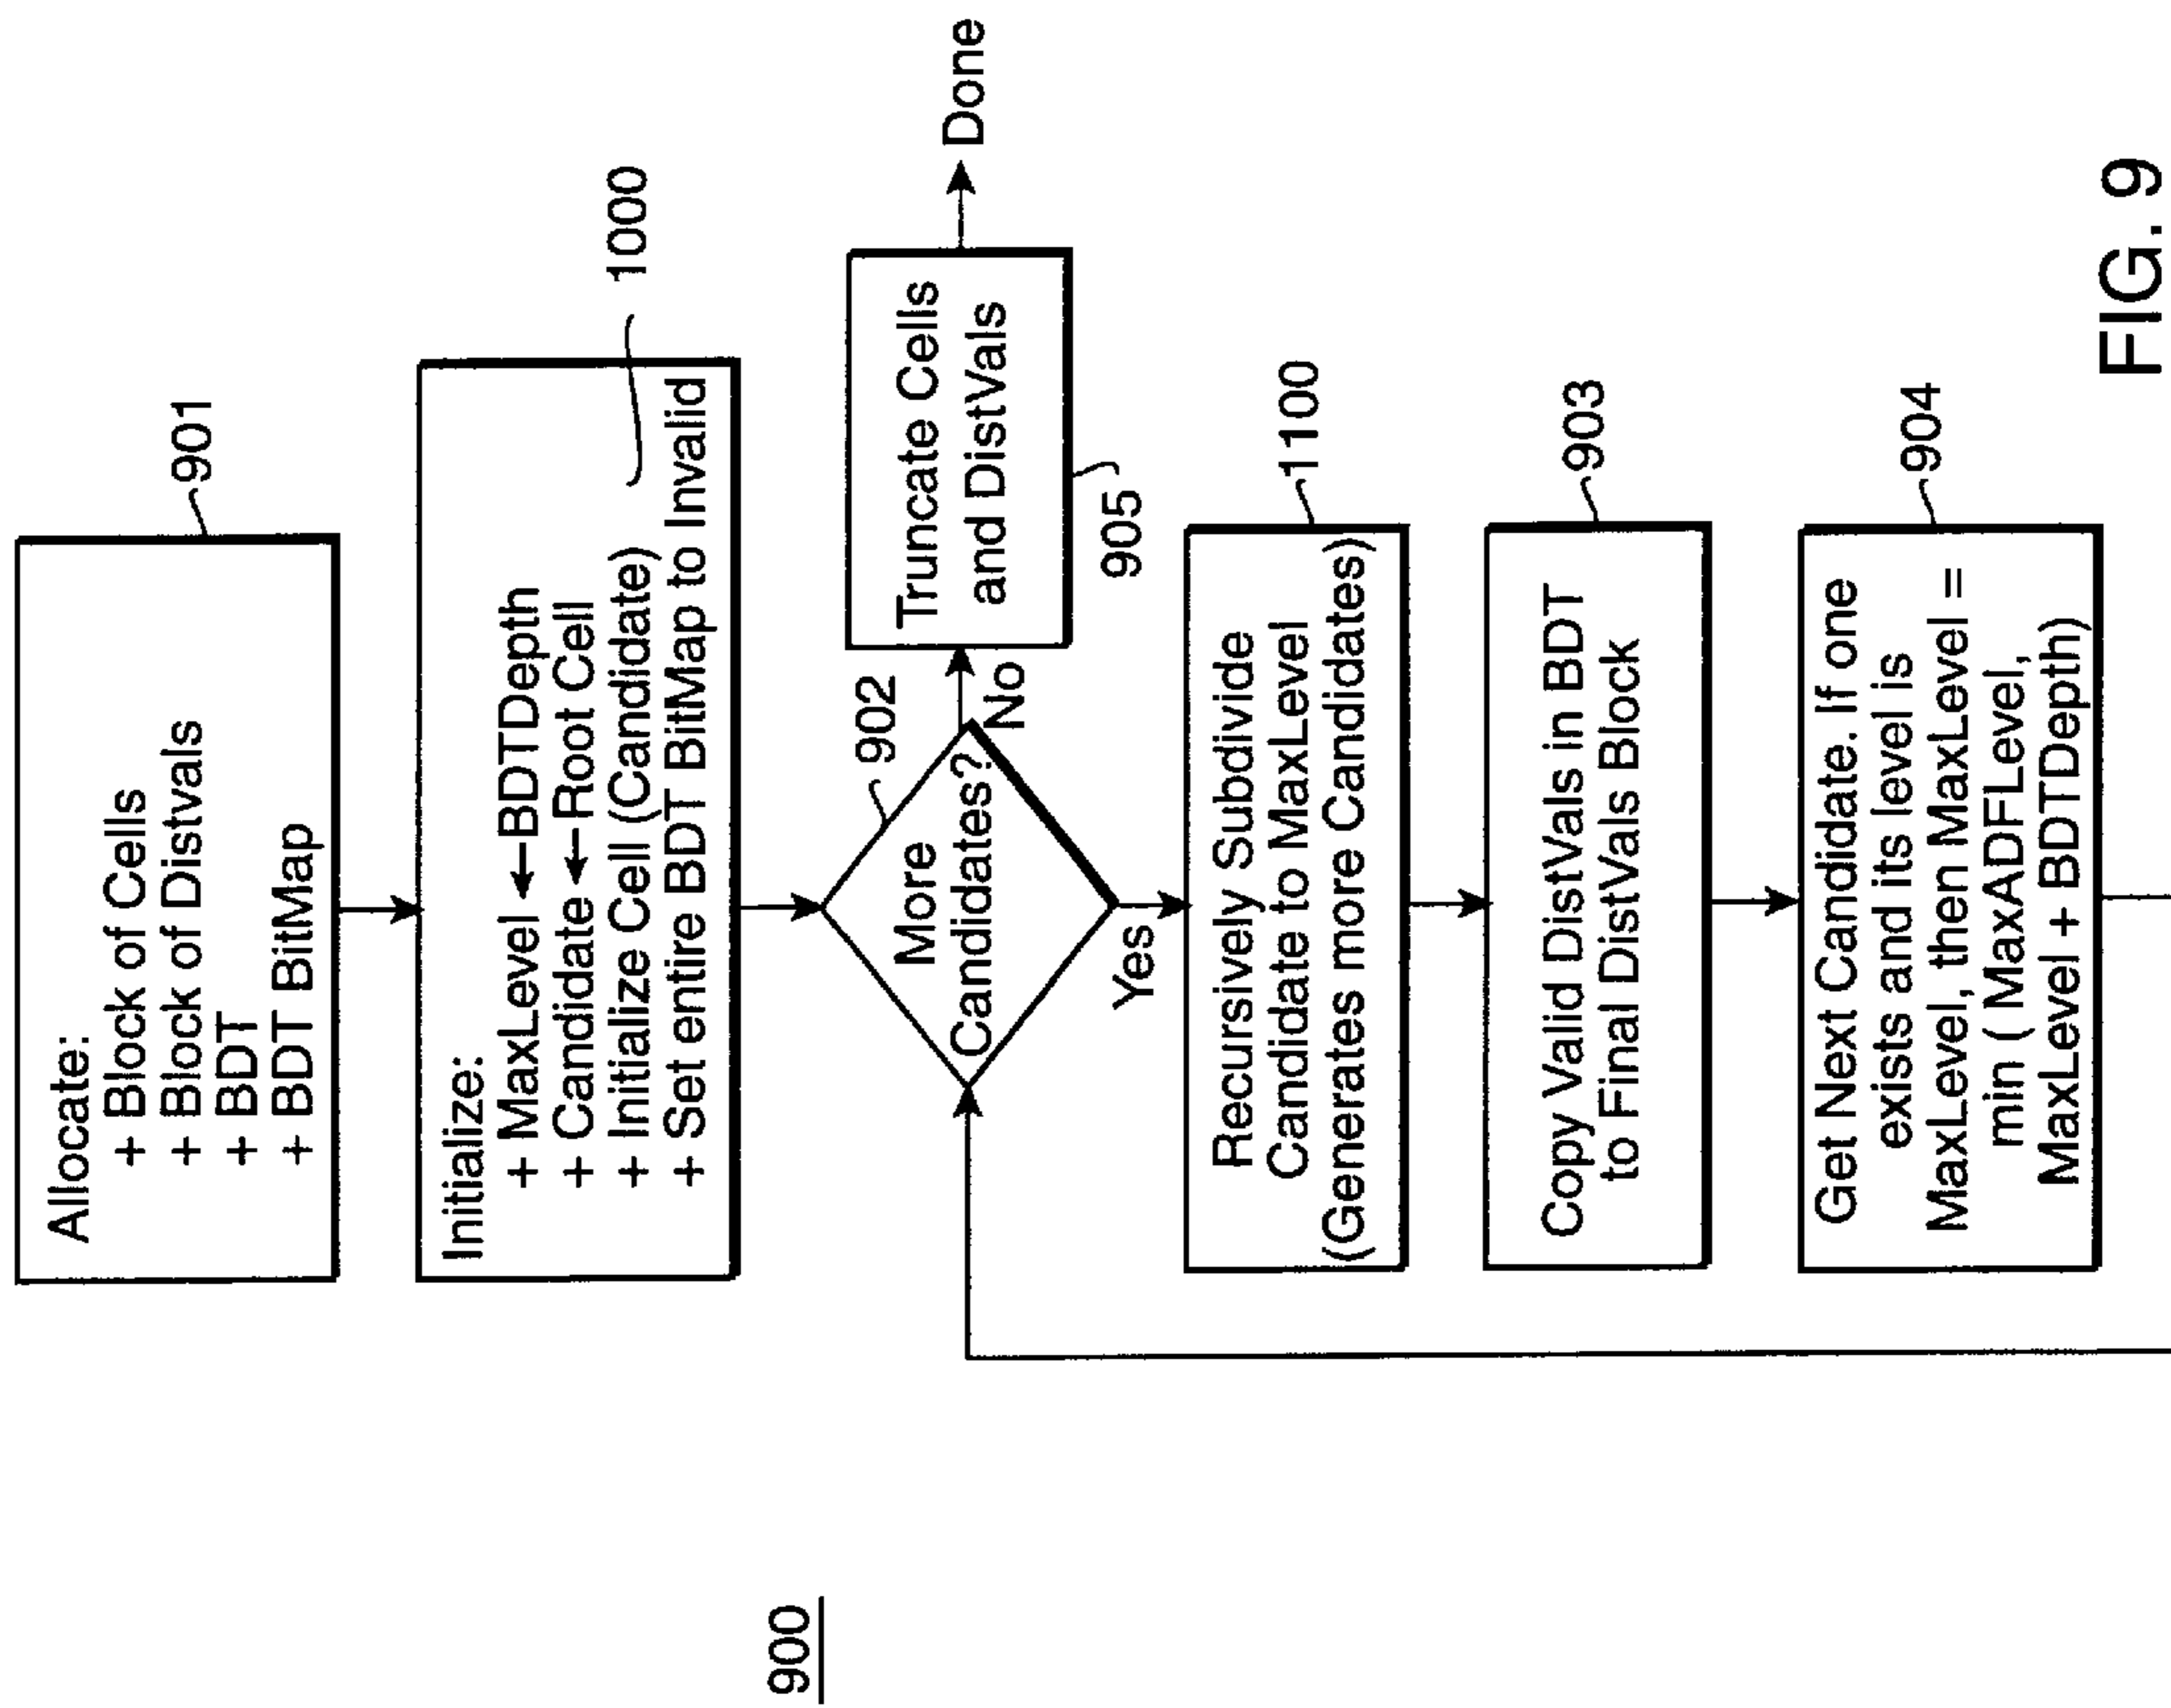 900
Allocate:
+ Block of Cells
+ Block of Distvals
+ BDT
+ BDT BitMap
901
Initialize:
+ MaxLevel ←BDTDepth
+ Candidate ←Root Cell
+ Initialize Cell (Candidate)
+ Set entire BDT BitMap to Invalid
1000
More
Candidates?
902
No
Truncate Cells
and DistVals
905
Done
Yes
Recursively Subdivide
Candidate to MaxLevel
(Generates more Candidates)
1100
Copy Valid DistVals in BDT
to Final DistVals Block
903
Get Next Candidate. If one
exists and its level is
MaxLevel, then MaxLevel =
min ( MaxADFLevel,
MaxLevel + BDTDepth)
904
FIG. 9